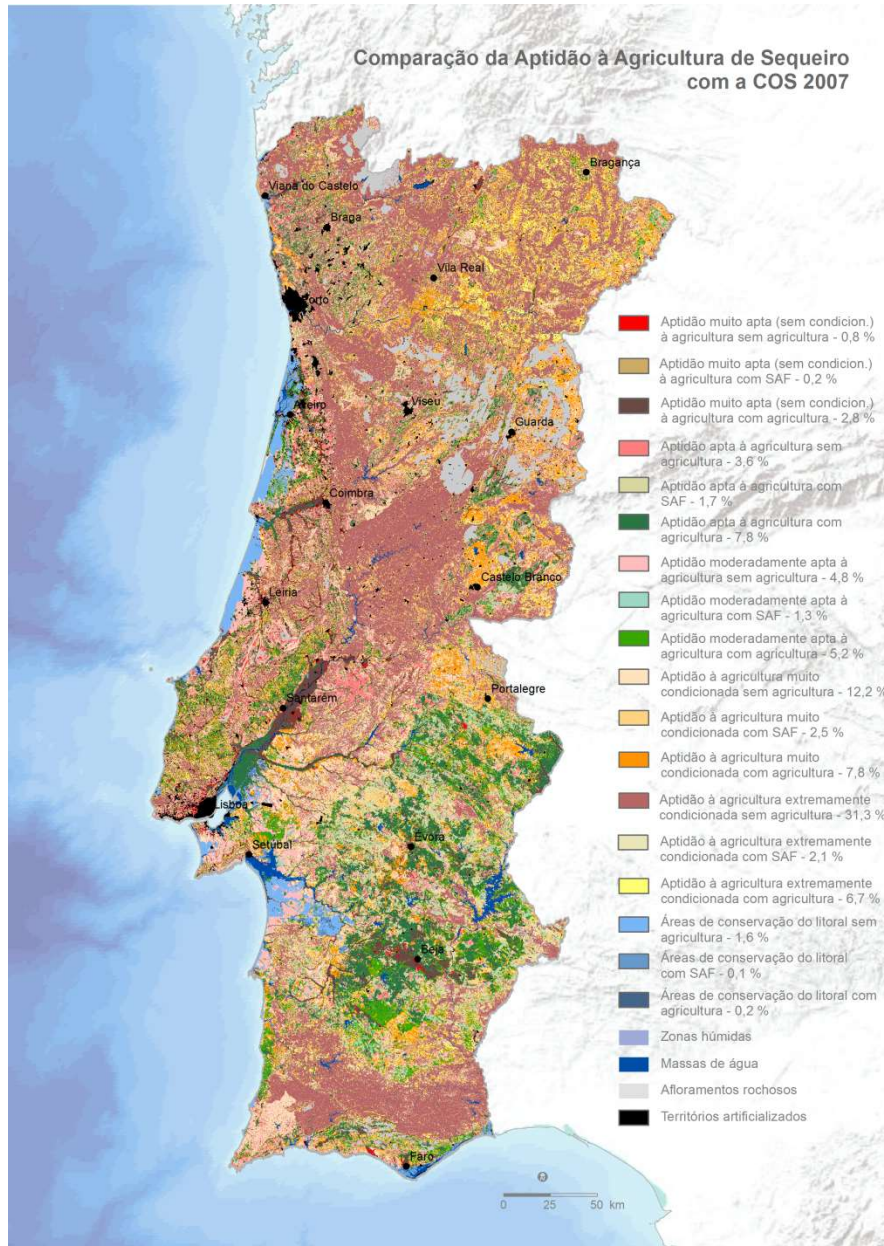 Comparação da Aptidão à Agricultura de Sequeiro
com a COS 2007
Bragança
Viana do Castelo
Braga
Vila Real
Porto
Aveiro
Viseu
Guarda
Coimbra
Castelo Branco
Leiria
Santarém
Portalegre
Lisboa
Setúbal
Évora
Beja
Faro
Aptidão muito apta (sem condicion.)
à agricultura sem agricultura - 0,8 %
Aptidão muito apta (sem condicion.)
à agricultura com SAF - 0,2 %
Aptidão muito apta (sem condicion.)
à agricultura com agricultura - 2,8 %
Aptidão apta à agricultura sem
agricultura - 3,6 %
Aptidão apta à agricultura com
SAF - 1,7 %
Aptidão apta à agricultura com
agricultura - 7,8 %
Aptidão moderadamente apta à
agricultura sem agricultura - 4,8 %
Aptidão moderadamente apta à
agricultura com SAF - 1,3 %
Aptidão moderadamente apta à
agricultura com agricultura - 5,2 %
Aptidão à agricultura muito
condicionada sem agricultura - 12,2 %
Aptidão à agricultura muito
condicionada com SAF - 2,5 %
Aptidão à agricultura muito
condicionada com agricultura - 7,8 %
Aptidão à agricultura extremamente
condicionada sem agricultura - 31,3 %
Aptidão à agricultura extremamente
condicionada com SAF - 2,1 %
Aptidão à agricultura extremamente
condicionada com agricultura - 6,7 %
Áreas de conservação do litoral sem
agricultura - 1,6 %
Áreas de conservação do litoral
com SAF - 0,1 %
Áreas de conservação do litoral com
agricultura - 0,2 %
Zonas húmidas
Massas de água
Afloramentos rochosos
Territórios artificializados
0 25 50 km